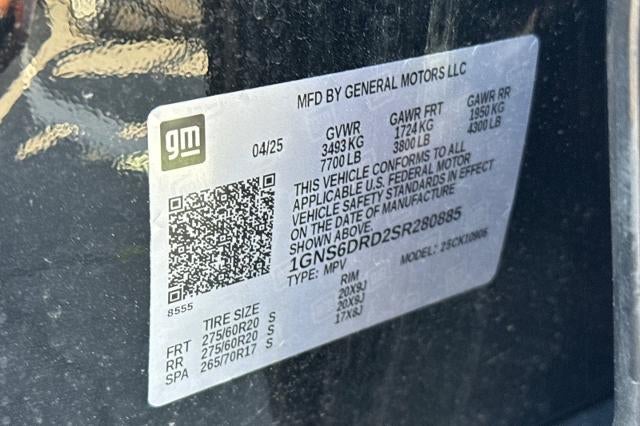 MFD BY GENERAL MOTORS LLC
gm
04/25
GVWR GAWR FRT GAWR RR
3493 KG 1724 KG 1950 KG
7700 LB 3800 LB 4300 LB
THIS VEHICLE CONFORMS TO ALL
APPLICABLE U.S. FEDERAL MOTOR
VEHICLE SAFETY STANDARDS IN EFFECT
ON THE DATE OF MANUFACTURE
SHOWN ABOVE.
1GNS6DRD2SR280885
TYPE: MPV MODEL: 2SCK10906
8555
TIRE SIZE RIM
FRT 275/60R20 S 20X9J
RR 275/60R20 S 20X9J
SPA 265/70R17 S 17X8J